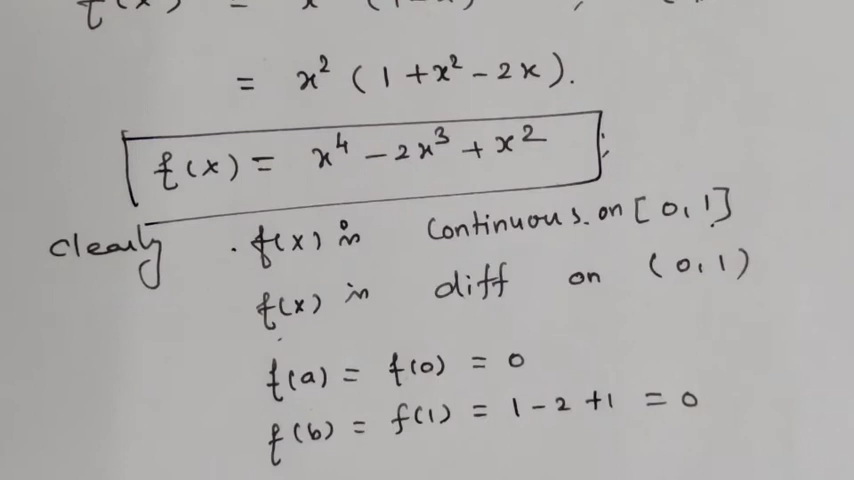 = x² (1 + x² - 2x).
f(x) = x⁴ - 2x³ + x² ;
clearly . f(x) is continuous. on [0,1]
f(x) is diff on (0,1)
f(a) = f(0) = 0
f(b) = f(1) = 1 - 2 + 1 = 0